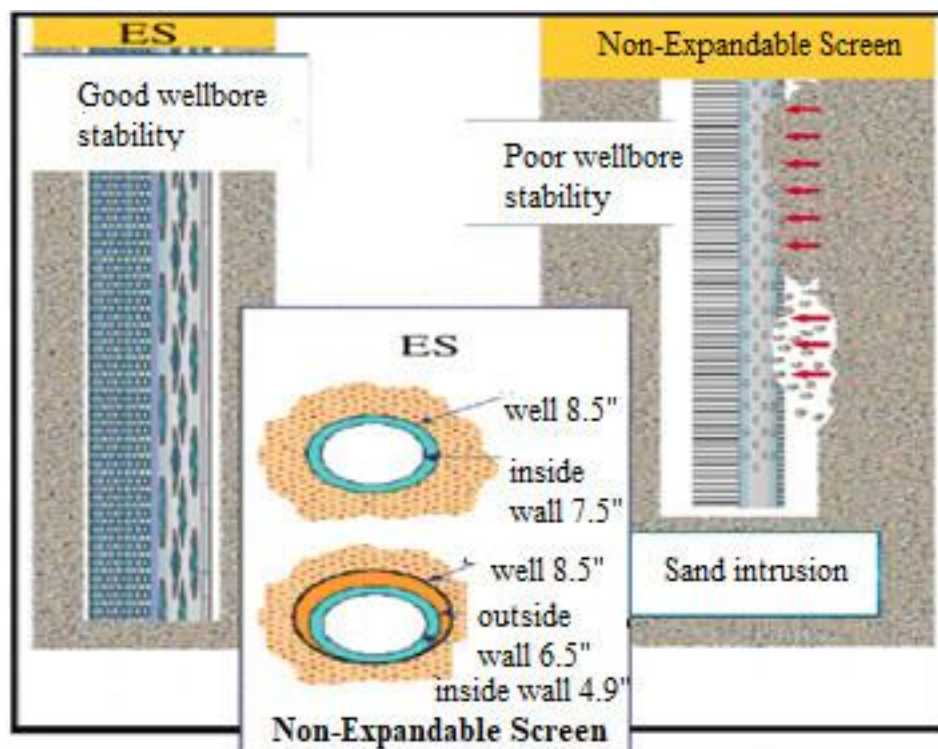 ES
Good wellbore
stability
Non-Expandable Screen
Poor wellbore
stability
Sand intrusion
ES
well 8.5"
inside
wall 7.5"
well 8.5"
outside
wall 6.5"
inside wall 4.9"
Non-Expandable Screen